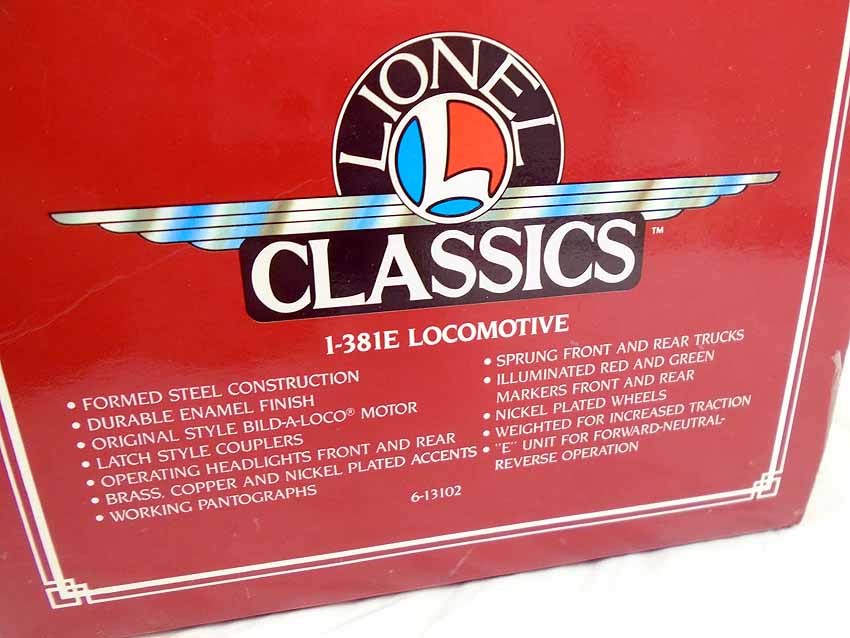 LIONEL
L
CLASSICS ™
1-381E LOCOMOTIVE
• FORMED STEEL CONSTRUCTION
• DURABLE ENAMEL FINISH
• ORIGINAL STYLE BILD-A-LOCO® MOTOR
• LATCH STYLE COUPLERS
• OPERATING HEADLIGHTS FRONT AND REAR
• BRASS, COPPER AND NICKEL PLATED ACCENTS
• WORKING PANTOGRAPHS
• SPRUNG FRONT AND REAR TRUCKS
• ILLUMINATED RED AND GREEN
MARKERS FRONT AND REAR
• NICKEL PLATED WHEELS
• WEIGHTED FOR INCREASED TRACTION
• "E" UNIT FOR FORWARD-NEUTRAL-
REVERSE OPERATION
6-13102